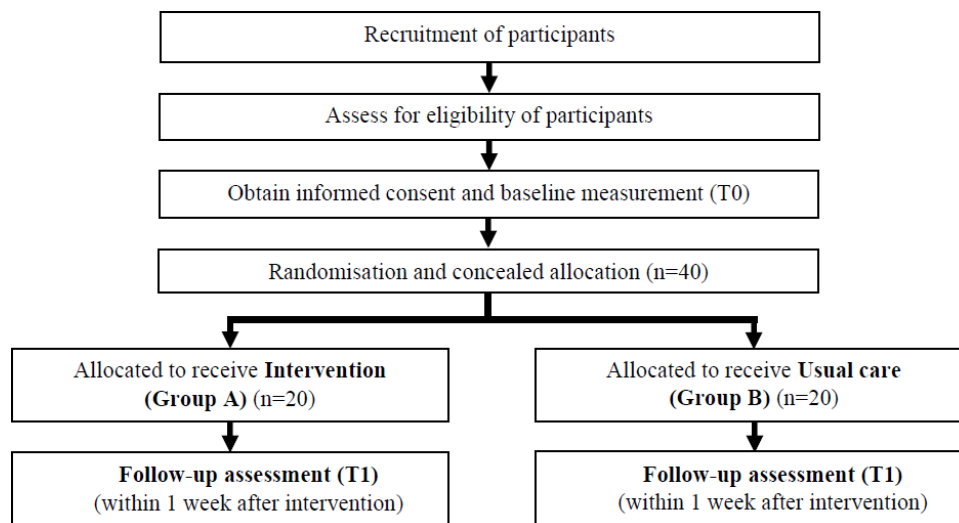 Recruitment of participants
Assess for eligibility of participants
Obtain informed consent and baseline measurement (T0)
Randomisation and concealed allocation (n=40)
Allocated to receive Intervention
(Group A) (n=20)
Allocated to receive Usual care
(Group B) (n=20)
Follow-up assessment (T1)
(within 1 week after intervention)
Follow-up assessment (T1)
(within 1 week after intervention)